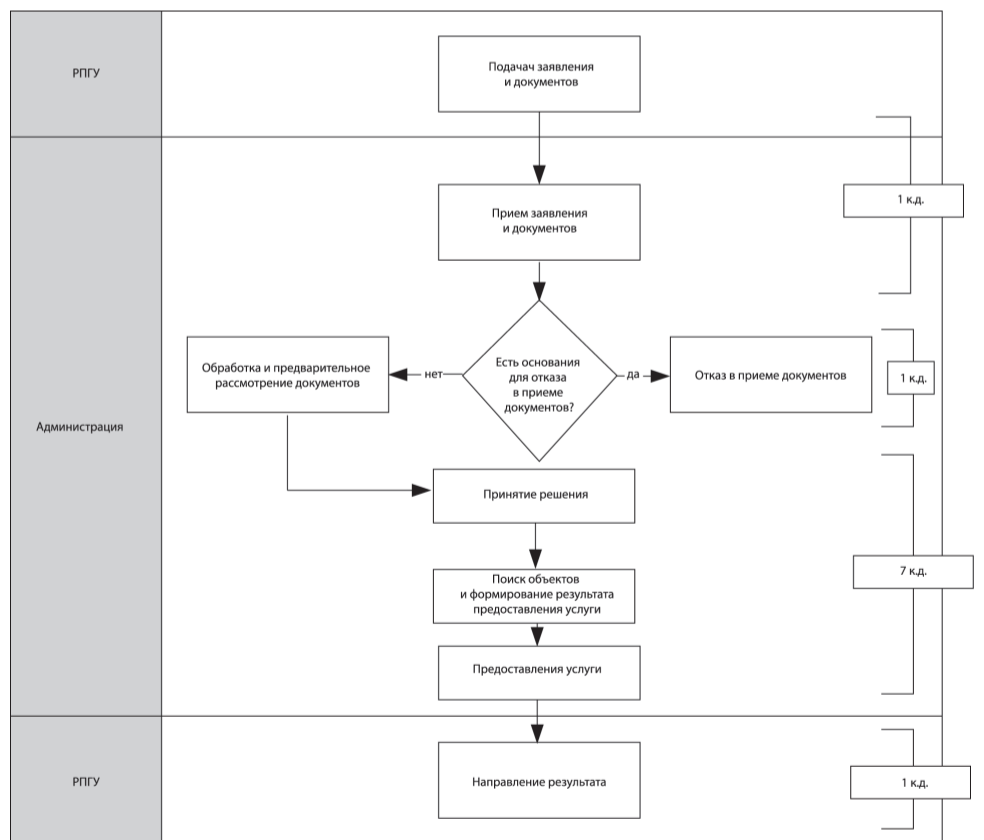 РПГУ
Подачач заявления
и документов
Прием заявления
и документов
1 к.д.
Администрация
Обработка и предварительное
рассмотрение документов
нет
Есть основания
для отказа
в приеме
документов?
да
Отказ в приеме документов
1 к.д.
Принятие решения
Поиск объектов
и формирование результата
предоставления услуги
7 к.д.
Предоставления услуги
РПГУ
Направление результата
1 к.д.